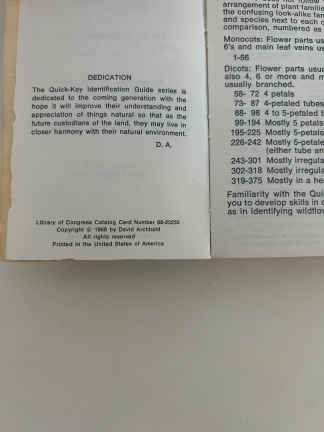 DEDICATION
The Quick-Key Identification Guide series is
dedicated to the coming generation with the
hope it will improve their understanding and
appreciation of things natural so that as the
future custodians of the land, they may live in
closer harmony with their natural environment.
D. A.
Library of Congress Catalog Card Number
Copyright © 1968 by David Archbald
All rights reserved
Printed in the United States of America
arrangement of plant families
the confusing look-alike fam
and species next to each o
comparison, numbered as
Monocots: Flower parts us
6's and main leaf veins us
1-56
Dicots: Flower parts usua
also 4, 6 or more and m
usually branched.
58- 72 4 petals
73- 87 4-petaled tubes
88- 98 4 to 5-petaled t
99-194 Mostly 5 petals
195-225 Mostly 5-petale
226-242 Mostly 5-petale
(either tube an
243-301 Mostly irregula
302-318 Mostly irregula
319-375 Mostly in a he
Familiarity with the Qui
you to develop skills in o
as in identifying wildflow